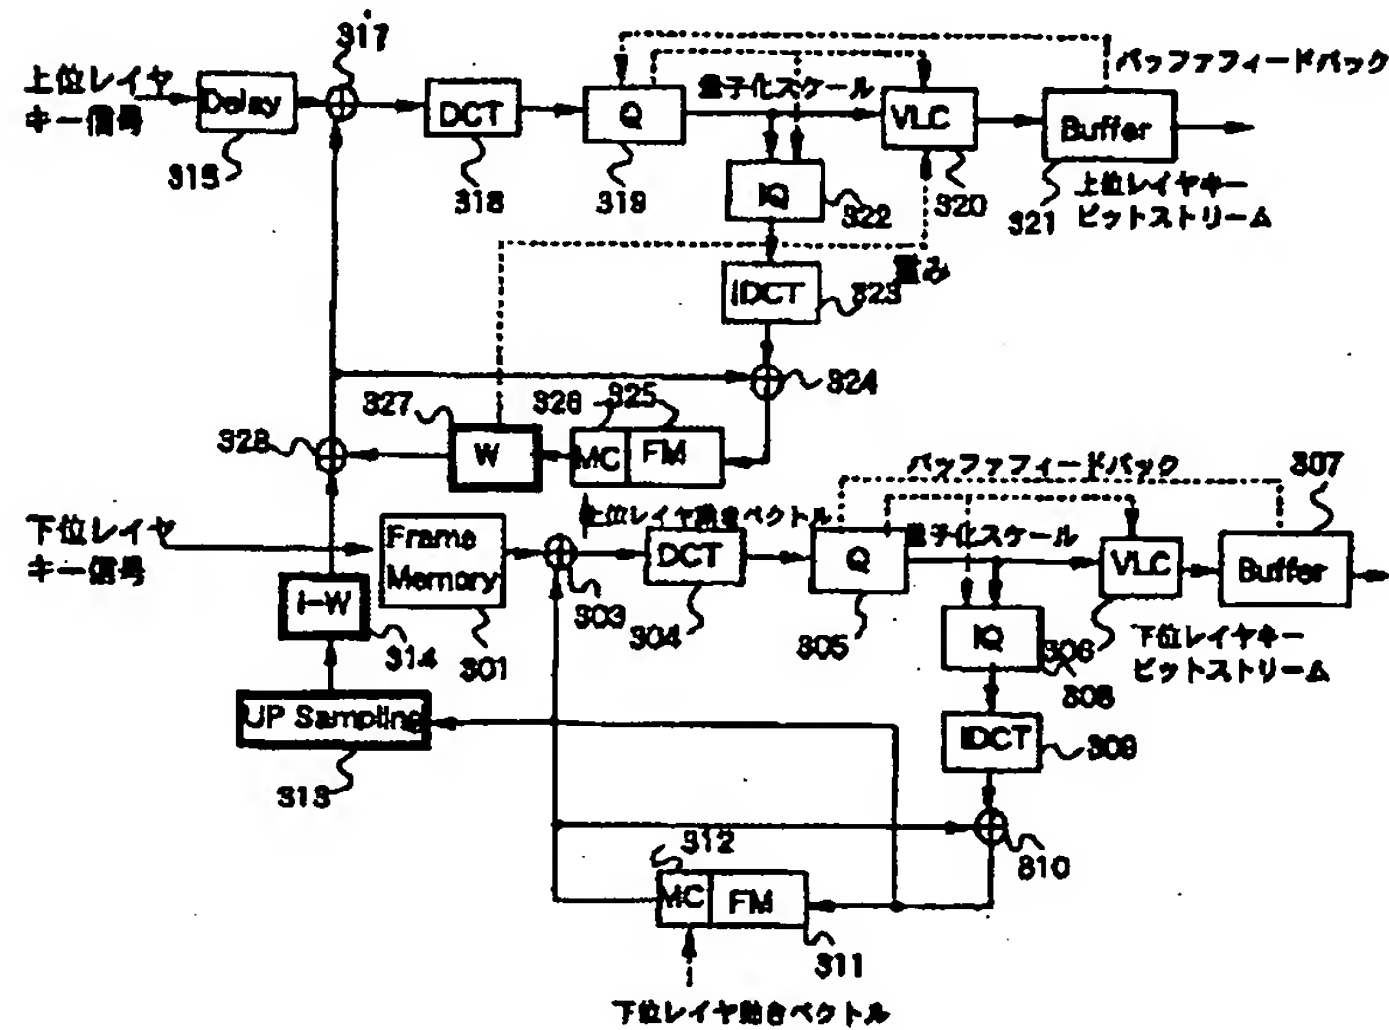 317
バッファフィードバック
上位レイヤ
キー信号
Delay
DCT
Q
量子化スケール
VLC
Buffer
315
318
319
IQ
322
320
321
上位レイヤキー
ビットストリーム
重み
IDCT
323
324
327
326
325
328
W
MC
FM
バッファフィードバック
307
下位レイヤ
キー信号
Frame
Memory
上位レイヤ動きベクトル
DCT
Q
量子化スケール
VLC
Buffer
303
304
305
306
1-W
314
301
IQ
308
下位レイヤキー
ビットストリーム
UP Sampling
IDCT
309
313
312
310
MC
FM
311
下位レイヤ動きベクトル